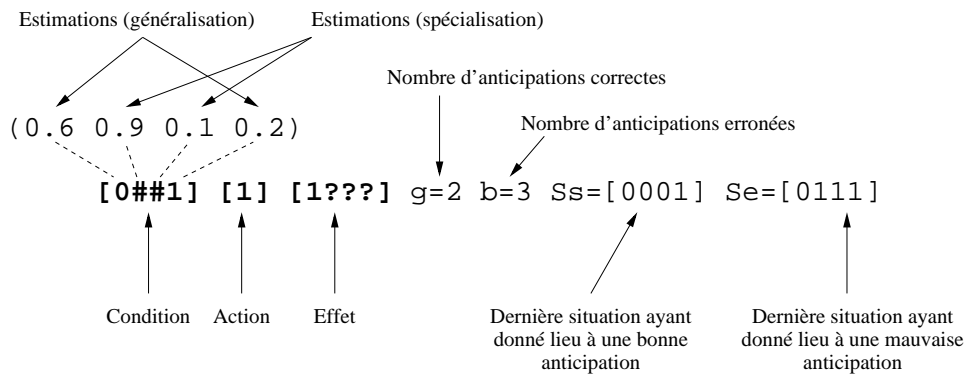 Estimations (généralisation)
Estimations (spécialisation)
Nombre d'anticipations correctes
(0.6 0.9 0.1 0.2)
Nombre d'anticipations erronées
[0##1] [1] [1???] g=2 b=3 Ss=[0001] Se=[0111]
Condition
Action
Effet
Dernière situation ayant
donné lieu à une bonne
anticipation
Dernière situation ayant
donné lieu à une mauvaise
anticipation